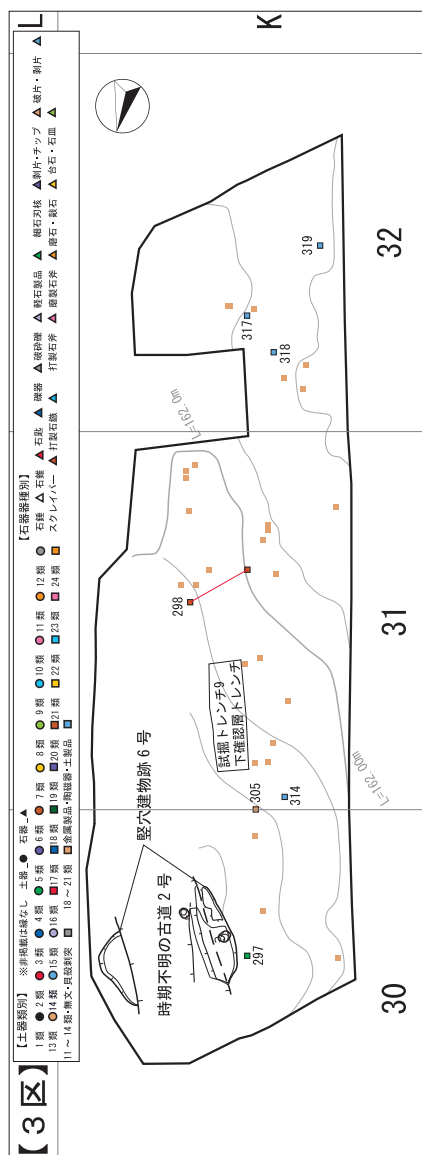 【3区】
L
K
【土器類別】 ※非掲載は縁なし 土器_● 石器_▲
1類 2類 3類 4類 5類 6類 7類 8類 9類 10類 11類 12類
13類 14類 15類 16類 17類 18類 19類 20類 21類 22類 23類 24類
11～14類・無文・貝殻刺突 18～21類 金属製品・陶磁器・土製品
【石器器種別】
石錘 石錐 石匙 礫器 破砕礫 軽石製品 細石刃核 剥片・チップ 破片・剥片
スクレイパー 打製石鏃 打製石斧 磨製石斧 磨石・敲石 台石・石皿
竪穴建物跡6号
時期不明の古道2号
試掘トレンチ9
下層確認トレンチ
L=162.0m
L=162.00m
297
298
305
314
317
318
319
30
31
32